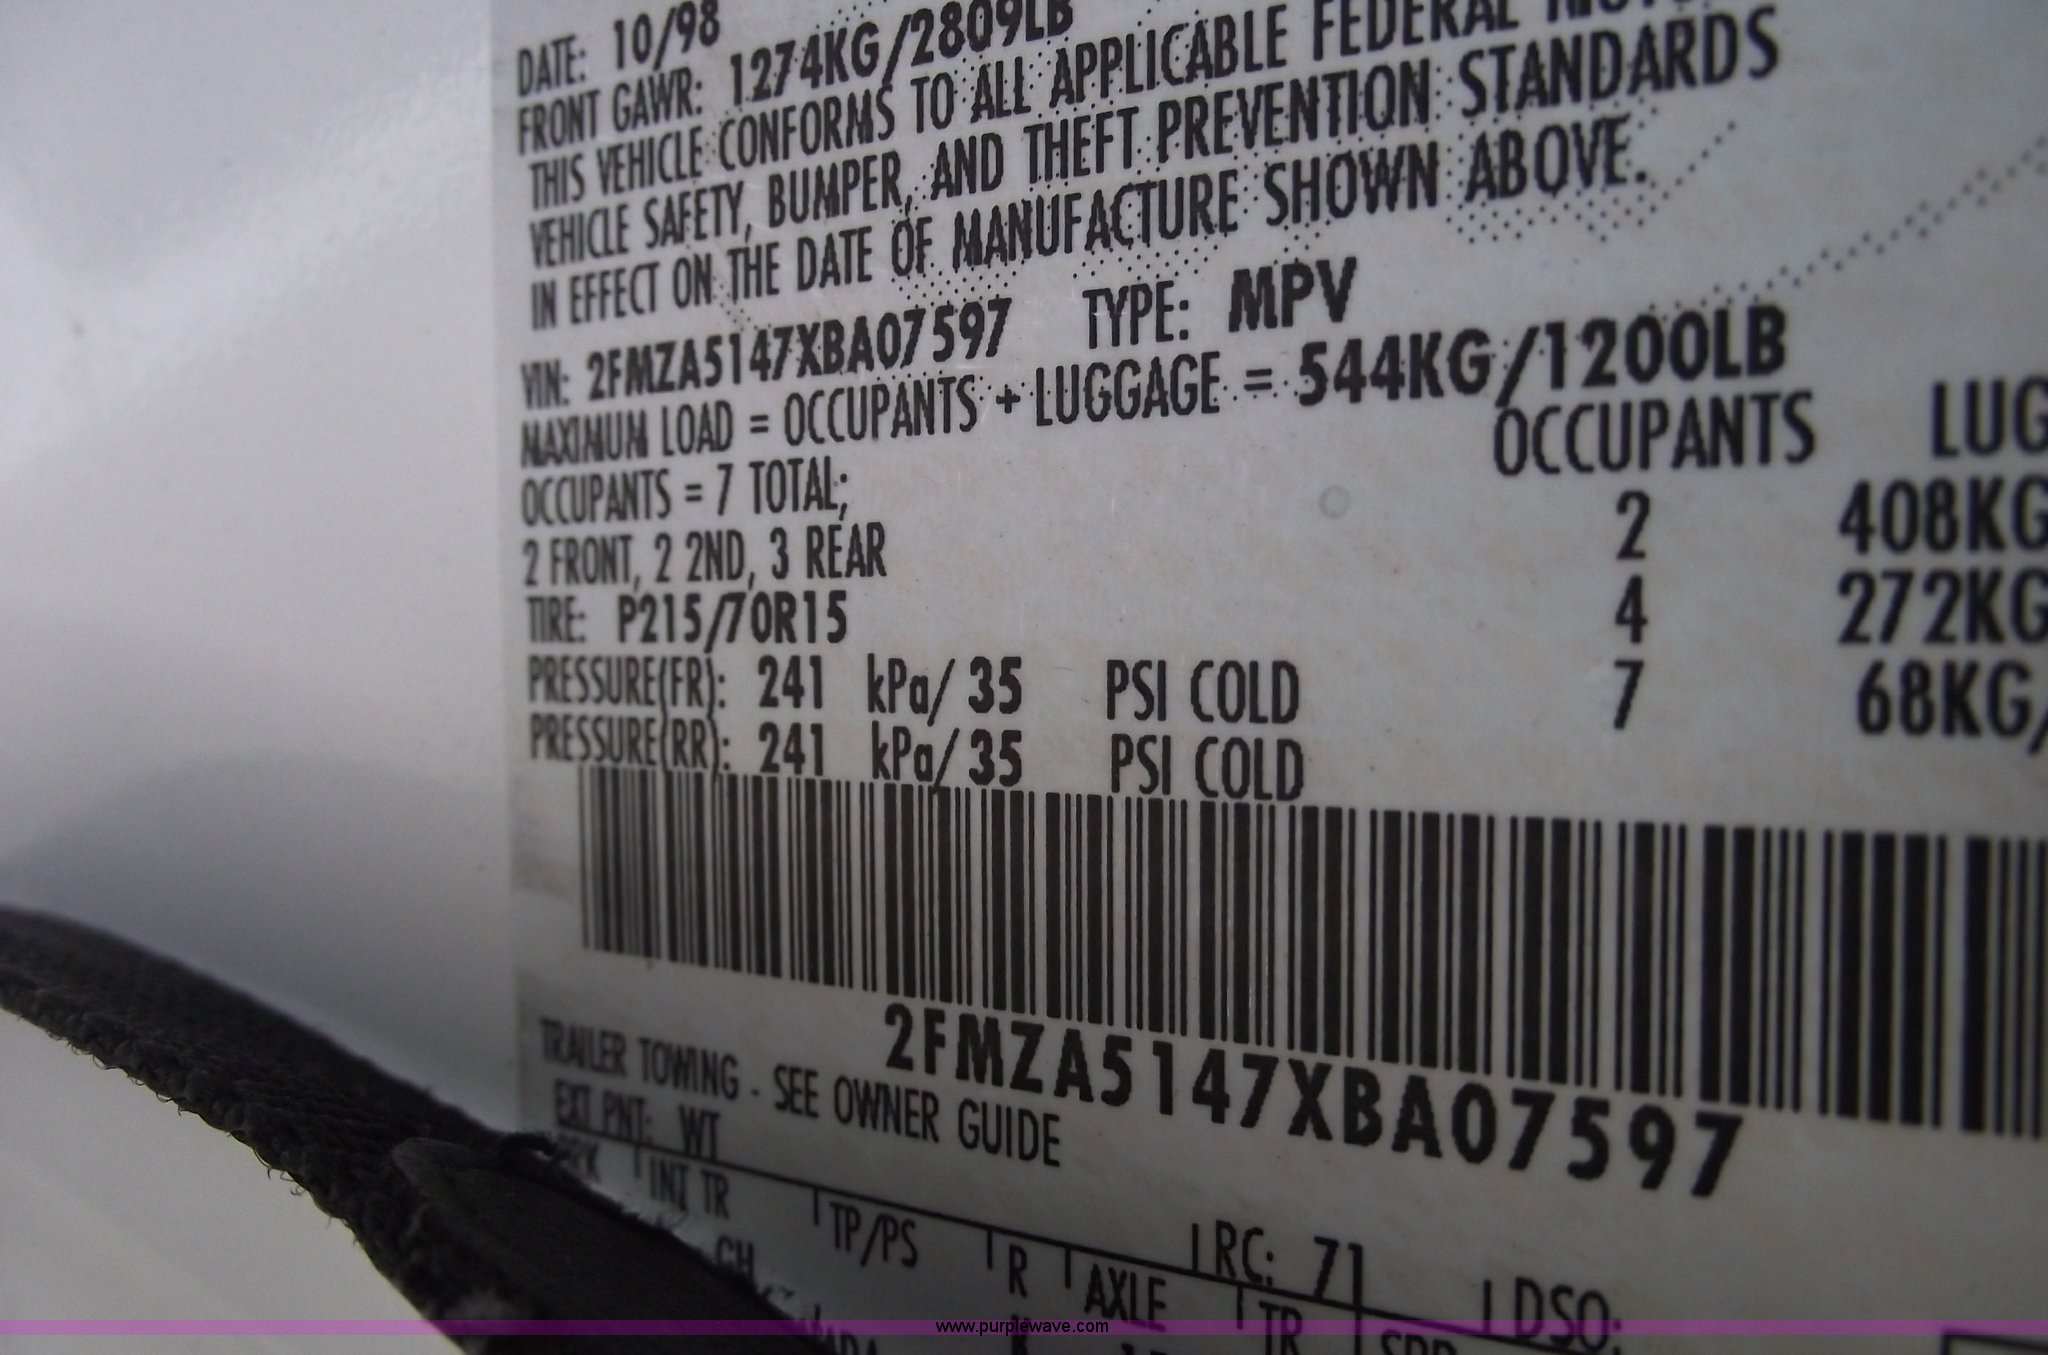 DATE: 10/98
FRONT GAWR: 1274KG/2809LB
THIS VEHICLE CONFORMS TO ALL APPLICABLE FEDERAL
VEHICLE SAFETY, BUMPER, AND THEFT PREVENTION STANDARDS
IN EFFECT ON THE DATE OF MANUFACTURE SHOWN ABOVE.
VIN: 2FMZA5147XBA07597 TYPE: MPV
MAXIMUM LOAD = OCCUPANTS + LUGGAGE = 544KG/1200LB
OCCUPANTS = 7 TOTAL; OCCUPANTS LUG
2 FRONT, 2 2ND, 3 REAR 2 408KG
TIRE: P215/70R15 4 272KG
PRESSURE(FR): 241 kPa/ 35 PSI COLD 7 68KG/
PRESSURE(RR): 241 kPa/ 35 PSI COLD
2FMZA5147XBA07597
TRAILER TOWING - SEE OWNER GUIDE
EXT PNT: WT RC: 71 DSO:
INT TR TP/PS R AXLE TR
www.purplewave.com